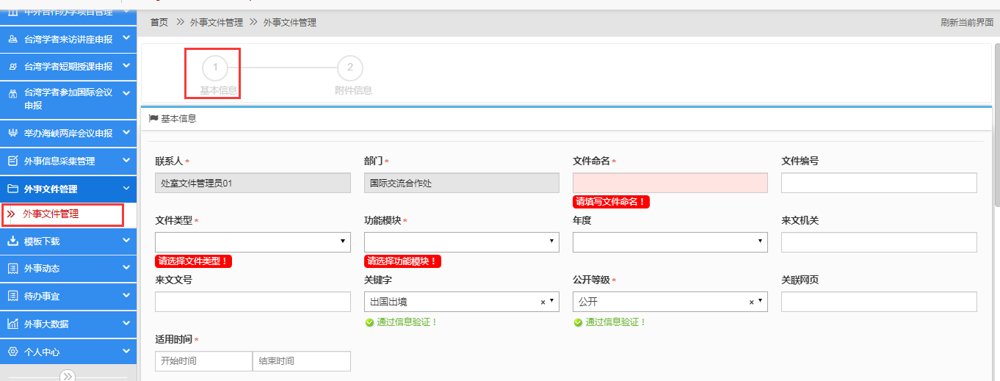 中外合作办学项目管理
台湾学者来访讲座申报
台湾学者短期授课申报
台湾学者参加国际会议
申报
举办海峡两岸会议申报
外事信息采集管理
外事文件管理
外事文件管理
模板下载
外事动态
待办事宜
外事大数据
个人中心
首页 外事文件管理 外事文件管理
刷新当前界面
1 2
基本信息 附件信息
基本信息
联系人* 部门* 文件命名* 文件编号
处室文件管理员01 国际交流合作处
请填写文件命名！
文件类型* 功能模块* 年度 来文机关
请选择文件类型！ 请选择功能模块！
来文文号 关键字 公开等级* 关联网页
出国出境 × 公开 ×
通过信息验证！ 通过信息验证！
适用时间*
开始时间 结束时间